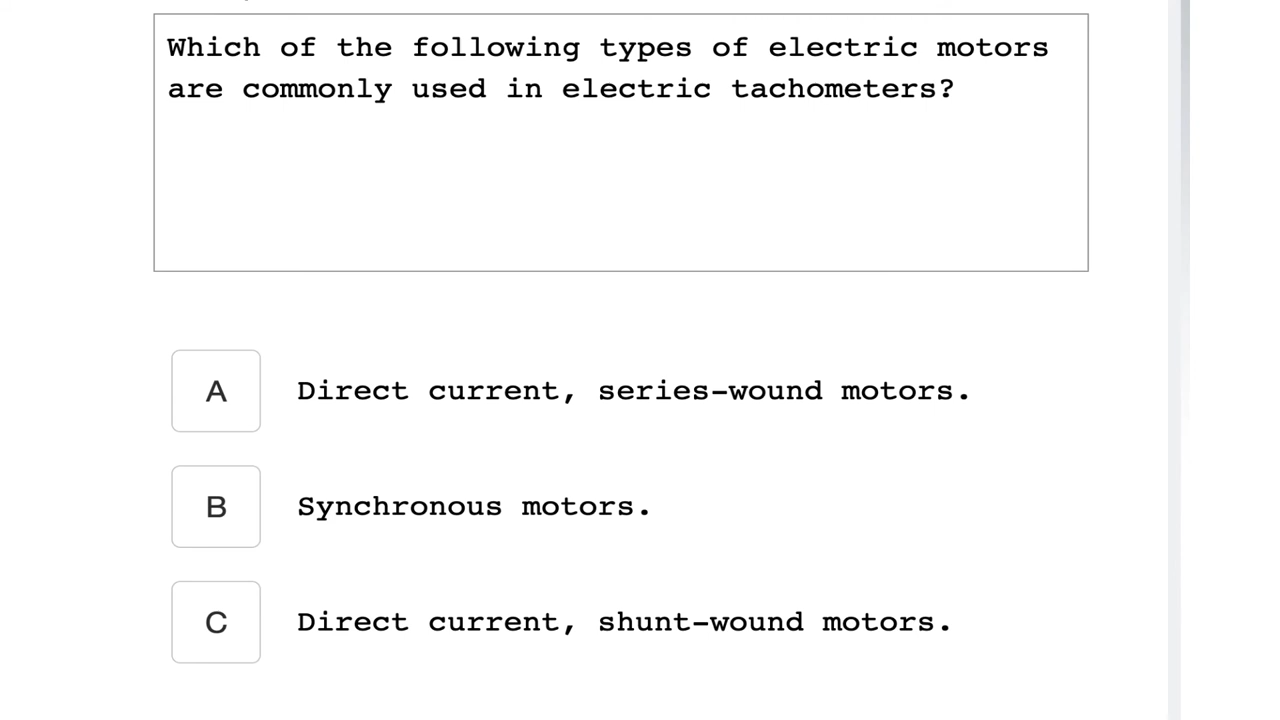 Which of the following types of electric motors
are commonly used in electric tachometers?
A Direct current, series-wound motors.
B Synchronous motors.
C Direct current, shunt-wound motors.